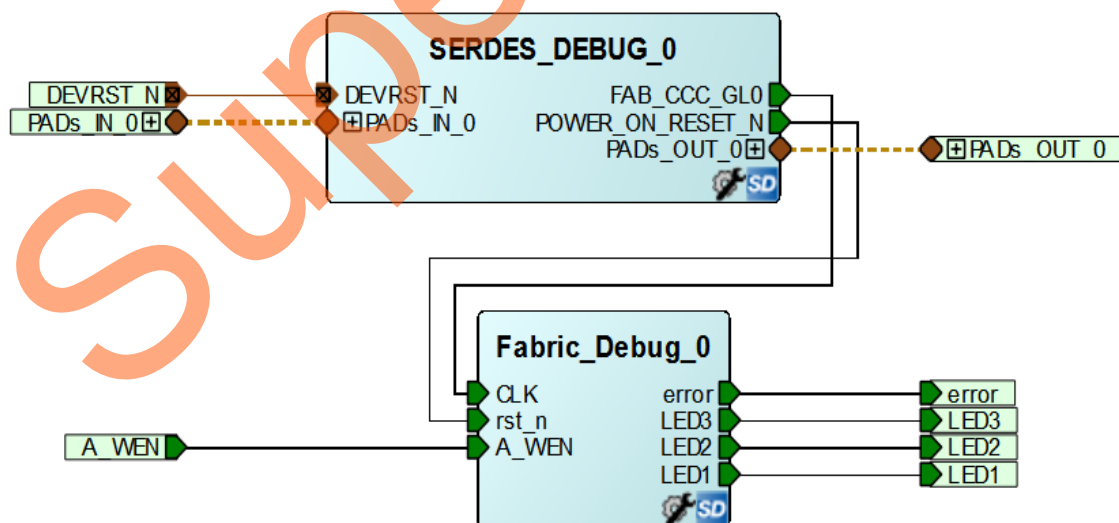 SERDES_DEBUG_0
DEVRST_N
DEVRST_N
FAB_CCC_GL0
PADs_IN_0
PADs_IN_0
POWER_ON_RESET_N
PADs_OUT_0
PADs_OUT_0
SD
Fabric_Debug_0
CLK
error
error
rst_n
LED3
LED3
A_WEN
A_WEN
LED2
LED2
LED1
LED1
SD
Supe